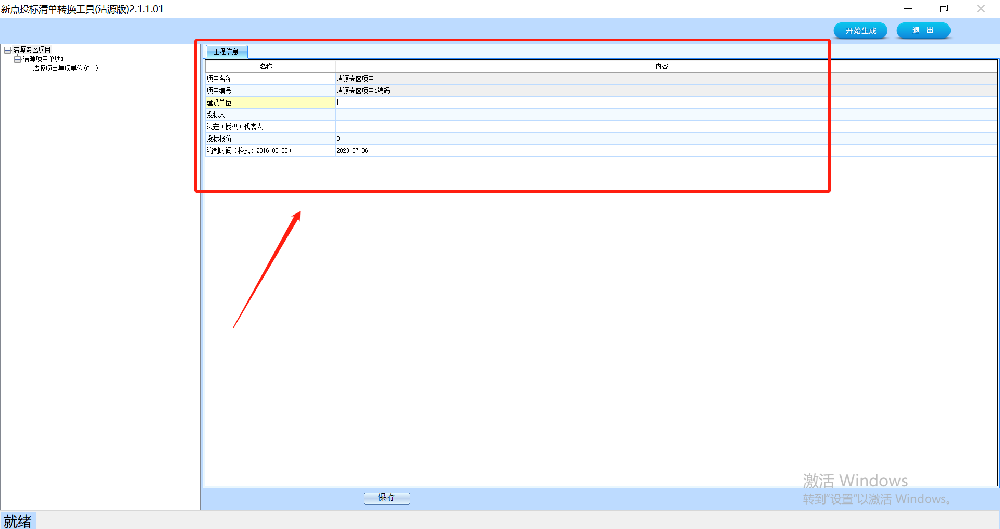 新点投标清单转换工具(洁源版)2.1.1.01
开始生成
退 出
洁源专区项目
洁源项目单项1
洁源项目单项单位(011)
工程信息
名称 内容
项目名称 洁源专区项目
项目编号 洁源专区项目1编码
建设单位
投标人
法定（授权）代表人
投标报价 0
编制时间（格式：2016-08-08） 2023-07-06
激活 Windows
转到"设置"以激活 Windows。
保存
就绪